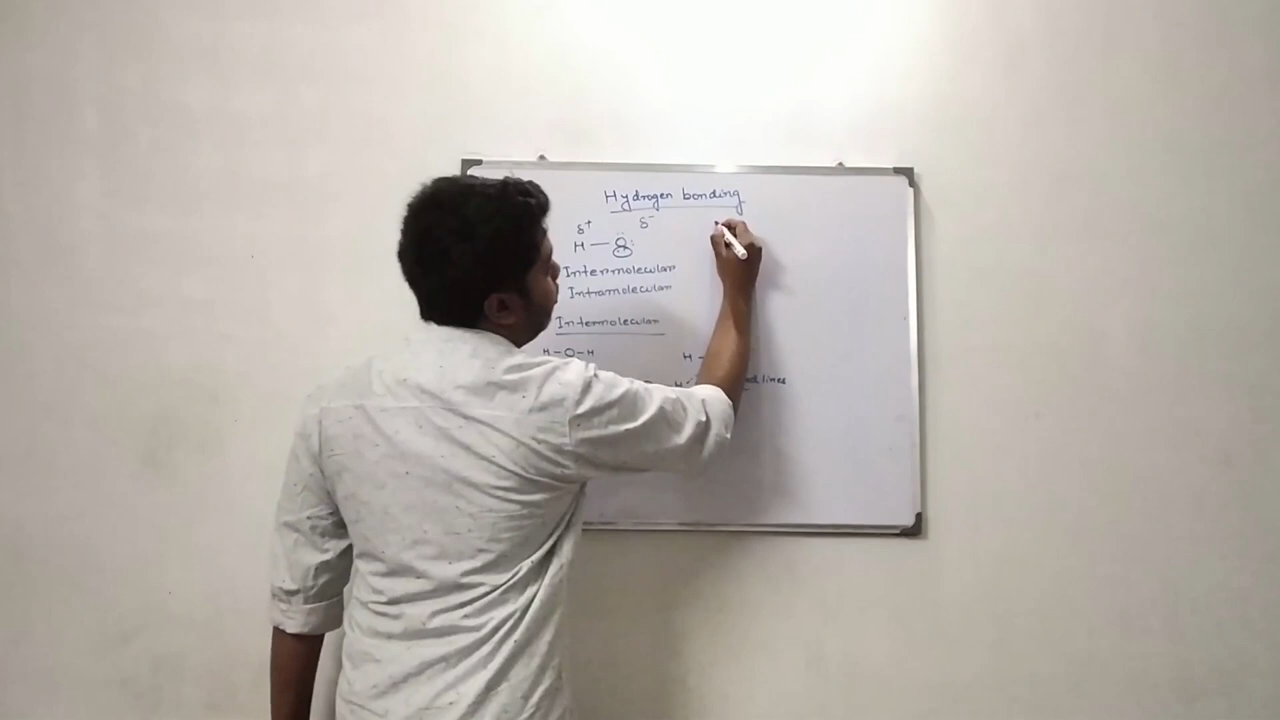 Hydrogen bonding
δ+ δ-
H — O
Intermolecular
Intramolecular
Intermolecular
H-O-H H -
H lines